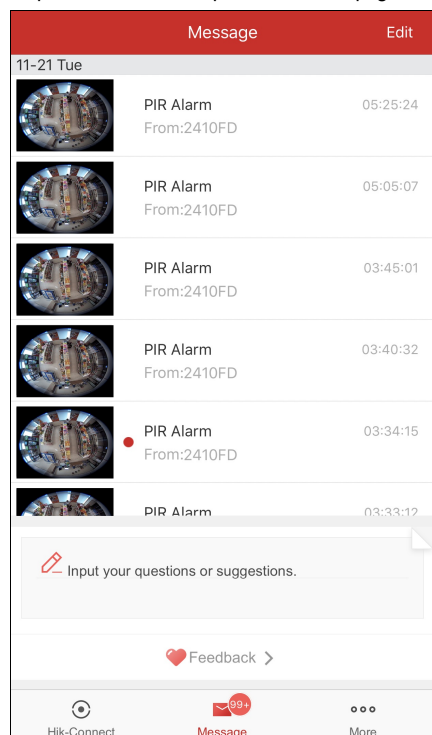 Message
Edit
11-21 Tue
PIR Alarm
05:25:24
From:2410FD
PIR Alarm
05:05:07
From:2410FD
PIR Alarm
03:45:01
From:2410FD
PIR Alarm
03:40:32
From:2410FD
PIR Alarm
03:34:15
From:2410FD
PIR Alarm
03:33:12
Input your questions or suggestions.
Feedback
99+
Hik-Connect
Message
More